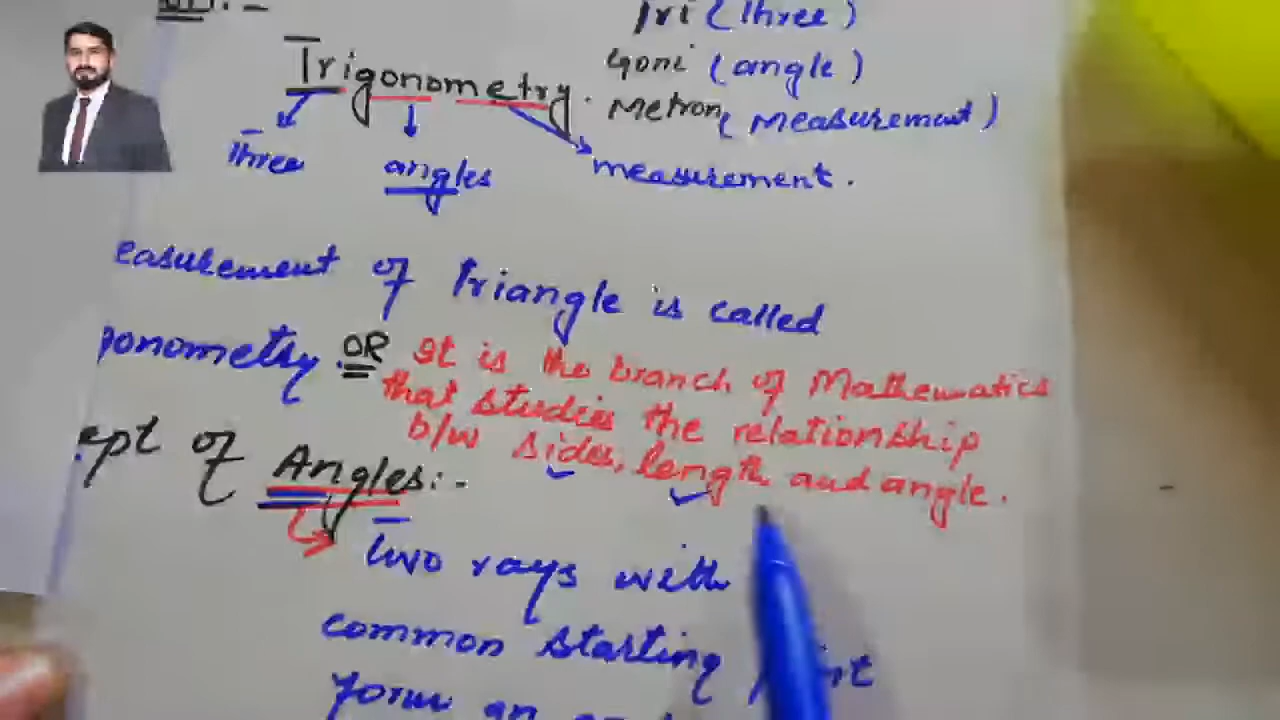 Tri (three)
Goni (angle)
Trigonometry.
Metron (measurement)
Three angles measurement.
easurement of Triangle is called
gonometry. OR It is the branch of Mathematics
that studies the relationship
b/w sides, length and angle.
ept of Angles:-
Two rays with
common starting
form an